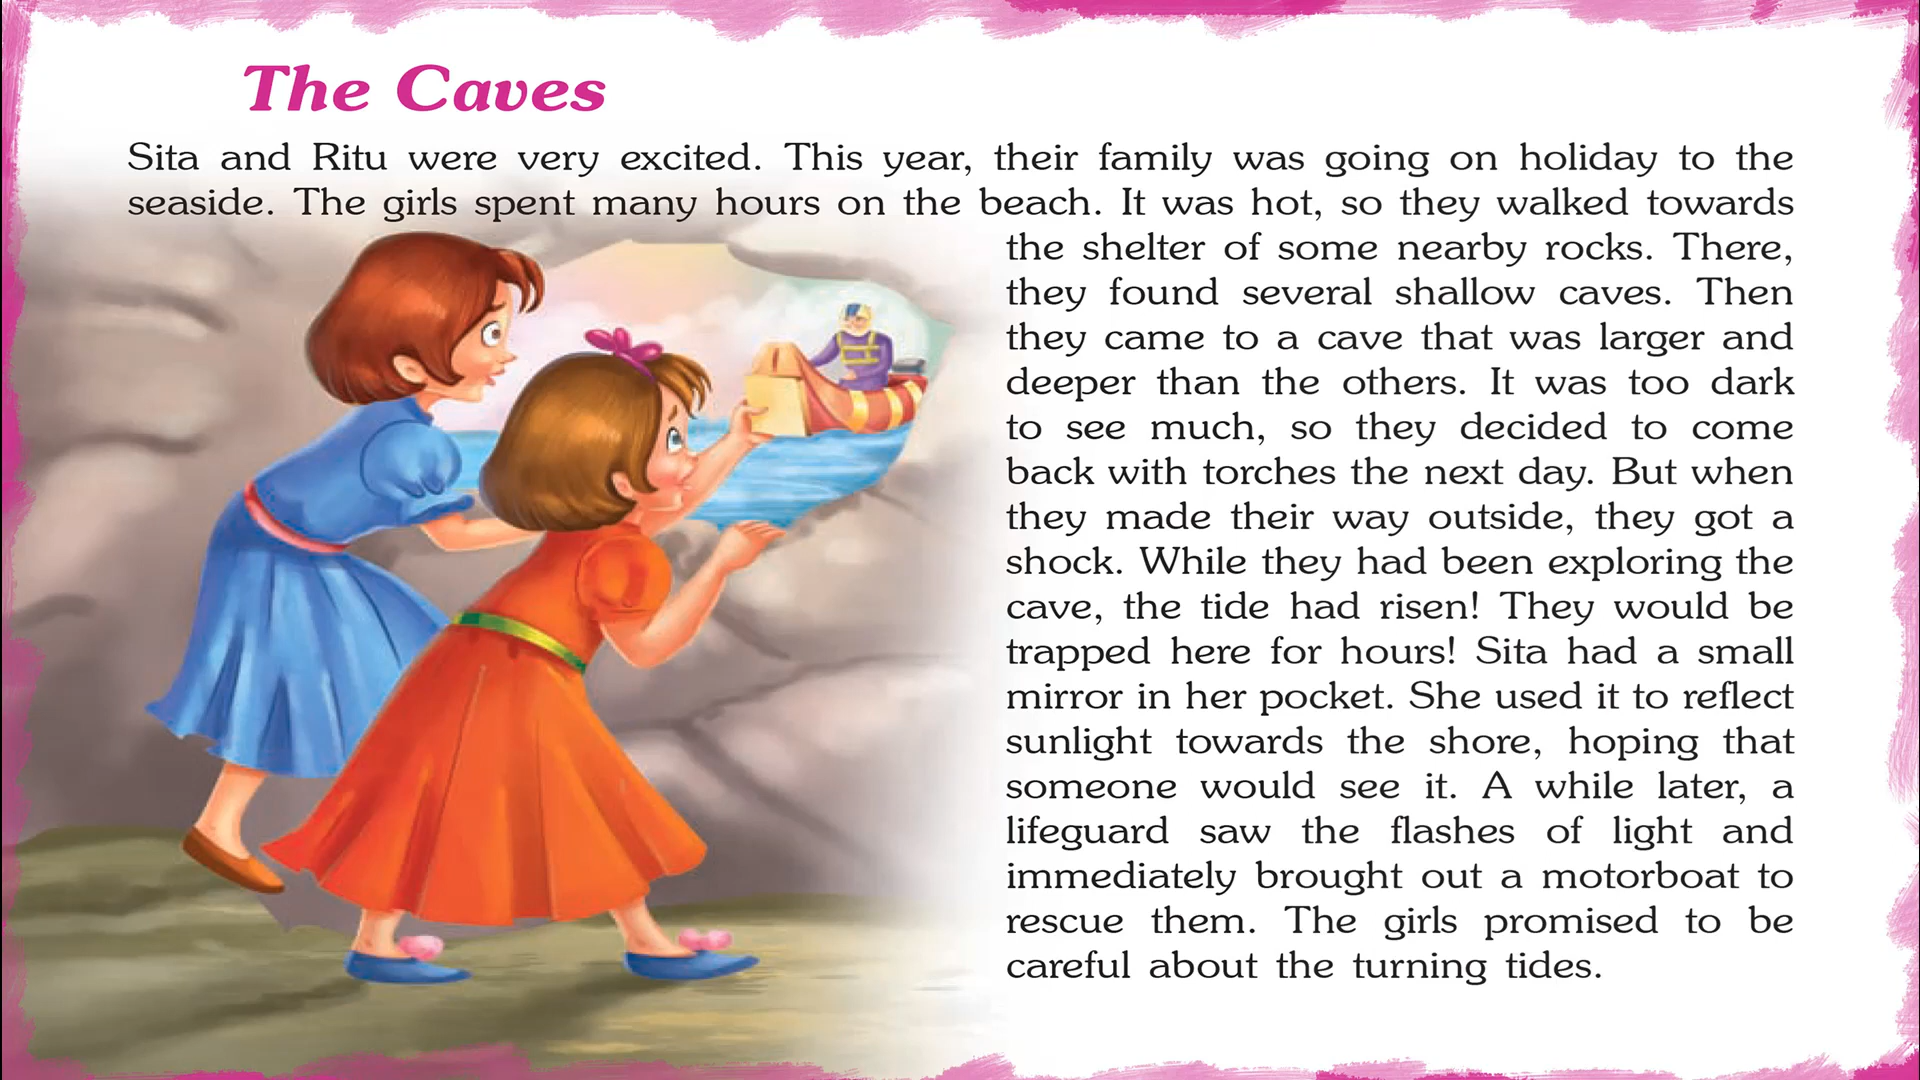 The Caves
Sita and Ritu were very excited. This year, their family was going on holiday to the
seaside. The girls spent many hours on the beach. It was hot, so they walked towards
the shelter of some nearby rocks. There,
they found several shallow caves. Then
they came to a cave that was larger and
deeper than the others. It was too dark
to see much, so they decided to come
back with torches the next day. But when
they made their way outside, they got a
shock. While they had been exploring the
cave, the tide had risen! They would be
trapped here for hours! Sita had a small
mirror in her pocket. She used it to reflect
sunlight towards the shore, hoping that
someone would see it. A while later, a
lifeguard saw the flashes of light and
immediately brought out a motorboat to
rescue them. The girls promised to be
careful about the turning tides.